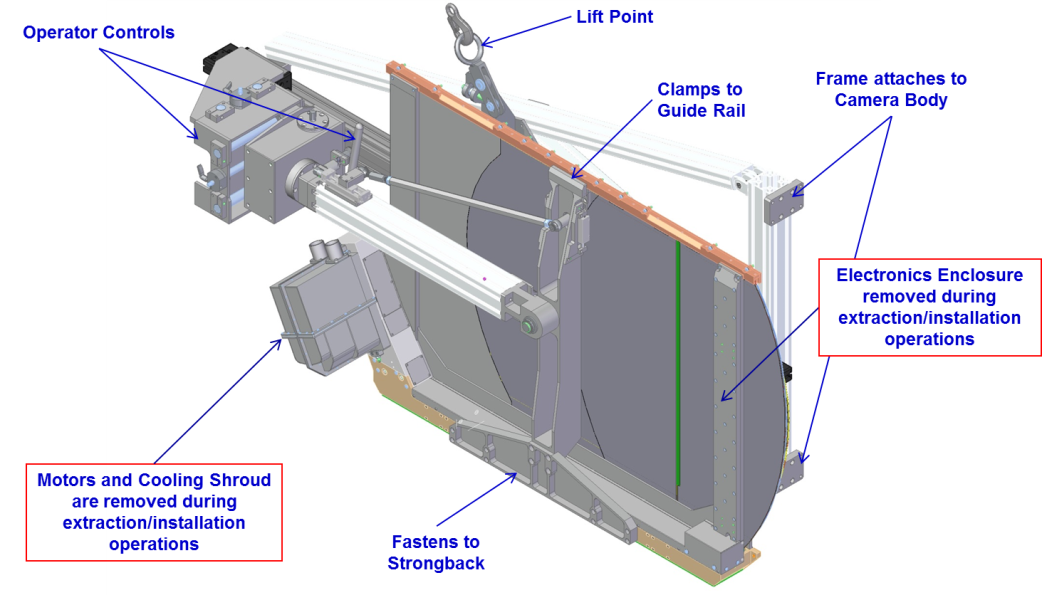 Operator Controls
Lift Point
Clamps to
Guide Rail
Frame attaches to
Camera Body
Electronics Enclosure
removed during
extraction/installation
operations
Motors and Cooling Shroud
are removed during
extraction/installation
operations
Fastens to
Strongback